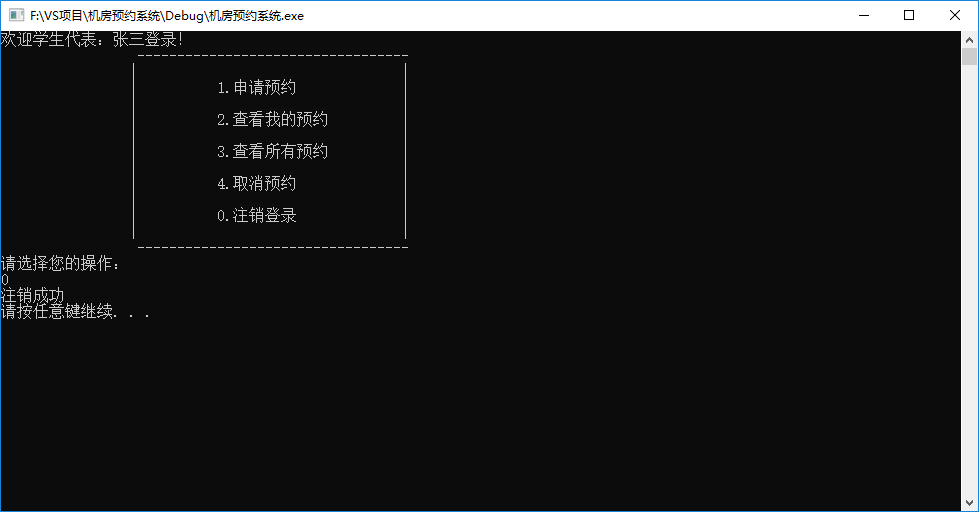 F:\VS项目\机房预约系统\Debug\机房预约系统.exe
欢迎学生代表：张三登录!
----------------------------------
1.申请预约
2.查看我的预约
3.查看所有预约
4.取消预约
0.注销登录
----------------------------------
请选择您的操作：
0
注销成功
请按任意键继续. . .